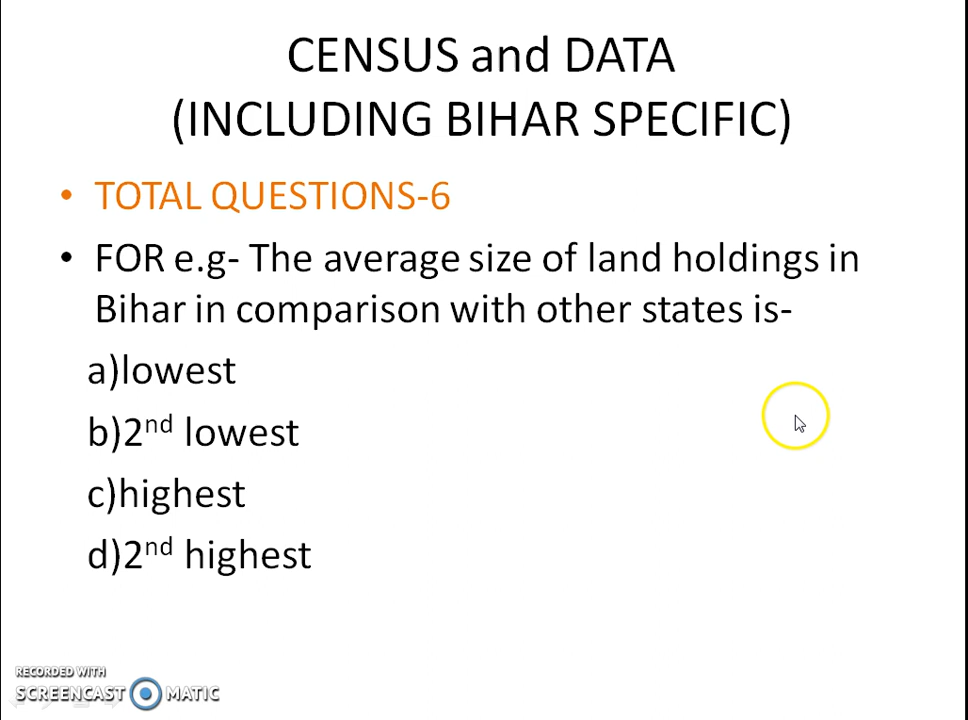 CENSUS and DATA
(INCLUDING BIHAR SPECIFIC)
• TOTAL QUESTIONS-6
• FOR e.g- The average size of land holdings in
Bihar in comparison with other states is-
a)lowest
b)2nd lowest
c)highest
d)2nd highest
RECORDED WITH
SCREENCAST MATIC